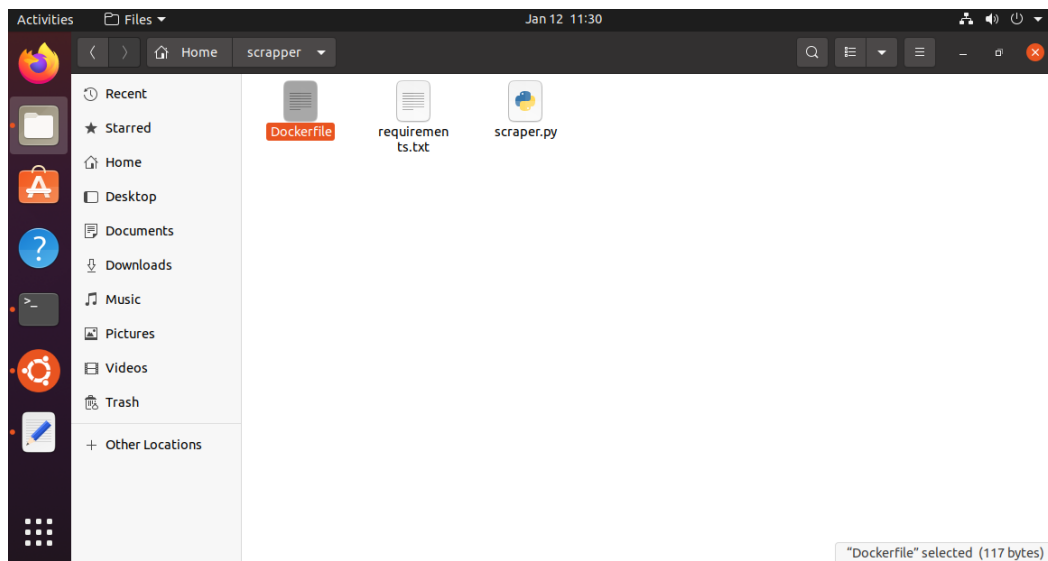 Activities Files Jan 12 11:30
Home scrapper
Recent
Starred
Home
Desktop
Documents
Downloads
Music
Pictures
Videos
Trash
+ Other Locations
Dockerfile
requiremen
ts.txt
scraper.py
"Dockerfile" selected (117 bytes)